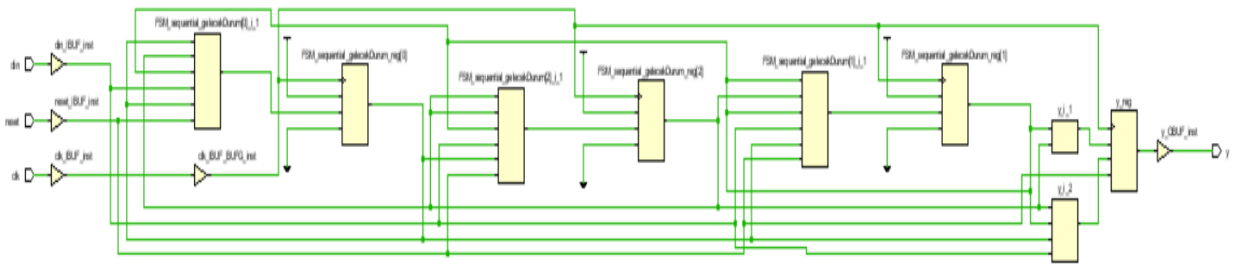 FSM_sequential_gelecekDurum[0]_i_1
din_IBUF_inst
din
FSM_sequential_gelecekDurum_reg[0]
FSM_sequential_gelecekDurum[2]_i_1
FSM_sequential_gelecekDurum_reg[2]
FSM_sequential_gelecekDurum[1]_i_1
FSM_sequential_gelecekDurum_reg[1]
reset_IBUF_inst
reset
y_i_1
y_reg
y_OBUF_inst
y
clk_IBUF_inst
clk
clk_IBUF_BUFG_inst
y_i_2